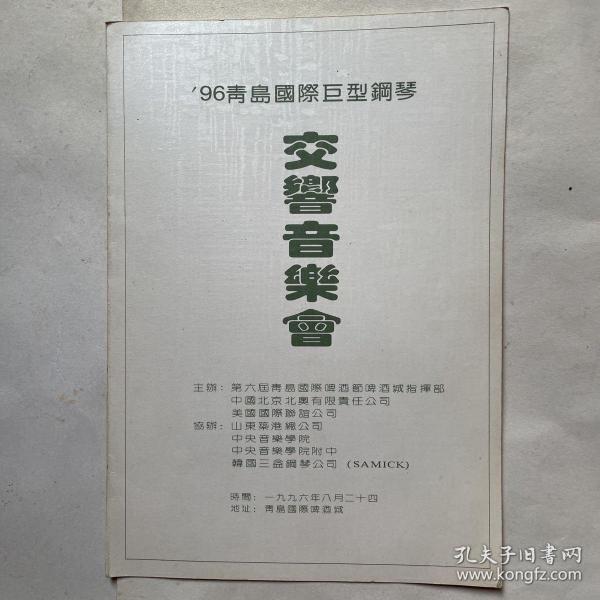 '96青島國際巨型鋼琴
交響音樂會
主辦：第六屆青島國際啤酒節啤酒城指揮部
中國北京北奧有限責任公司
美國國際聯誼公司
協辦：山東築港總公司
中央音樂學院
中央音樂學院附中
韓國三益鋼琴公司（SAMICK）
時間：一九九六年八月二十四
地址：青島國際啤酒城
孔夫子旧书网
www.kongfz.com